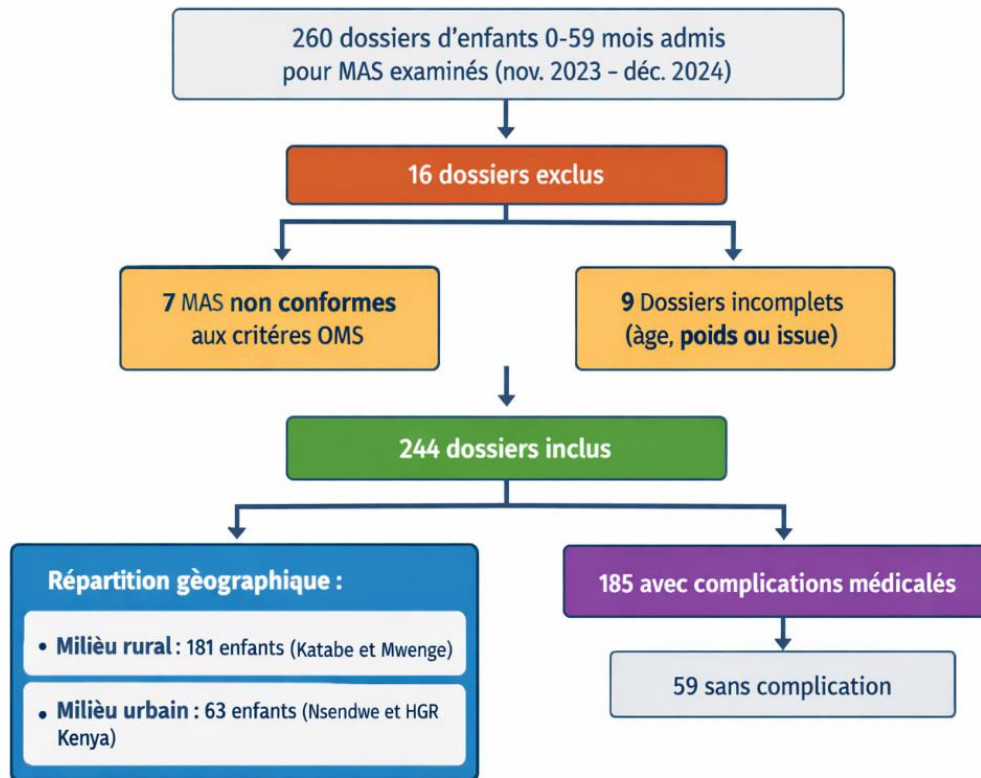 260 dossiers d'enfants 0-59 mois admis
pour MAS examinés (nov. 2023 – déc. 2024)
16 dossiers exclus
7 MAS non conformes
aux critéres OMS
9 Dossiers incomplets
(àge, poids ou issue)
244 dossiers inclus
Répartition gèographique :
• Milièu rural : 181 enfants (Katabe et Mwenge)
• Milièu urbain : 63 enfants (Nsendwe et HGR
Kenya)
185 avec complications médicalés
59 sans complication